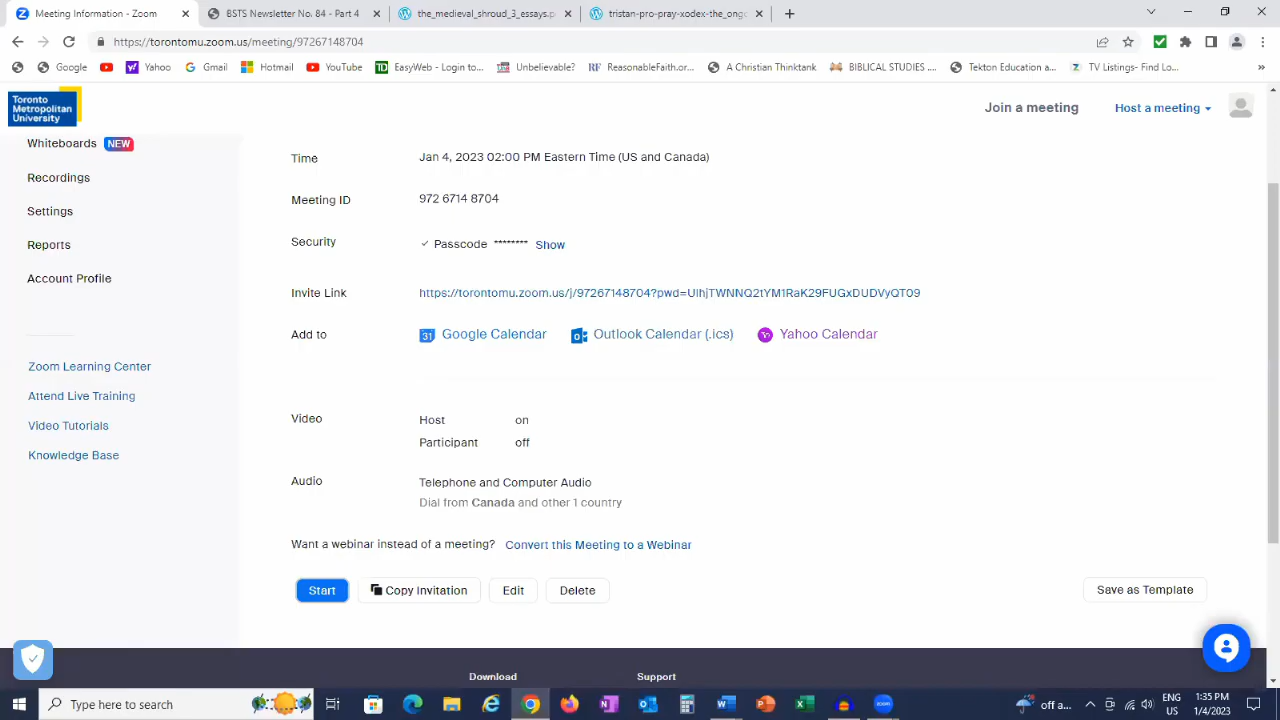 Meeting Information - Zoom
BSTS Newsletter No. 84 - Part 4
the_medieval_shroud_3_essays.p
tristan-pro-pray-xodex-the_ong
https://torontomu.zoom.us/meeting/97267148704
Google
Yahoo
Gmail
Hotmail
YouTube
EasyWeb - Login to...
Unbelievable?
ReasonableFaith.or...
A Christian Thinktank
BIBLICAL STUDIES ....
Tekton Education a...
TV Listings- Find Lo...
»
Toronto
Metropolitan
University
Join a meeting
Host a meeting
Whiteboards NEW
Recordings
Settings
Reports
Account Profile
Zoom Learning Center
Attend Live Training
Video Tutorials
Knowledge Base
Time
Jan 4, 2023 02:00 PM Eastern Time (US and Canada)
Meeting ID
972 6714 8704
Security
✓ Passcode ******** Show
Invite Link
https://torontomu.zoom.us/j/97267148704?pwd=UlhjTWNNQ2tYM1RaK29FUGxDUDVyQT09
Add to
31 Google Calendar
Outlook Calendar (.ics)
Yahoo Calendar
Video
Host on
Participant off
Audio
Telephone and Computer Audio
Dial from Canada and other 1 country
Want a webinar instead of a meeting? Convert this Meeting to a Webinar
Start
Copy Invitation
Edit
Delete
Save as Template
Download
Support
Type here to search
off a...
ENG
US
1:35 PM
1/4/2023